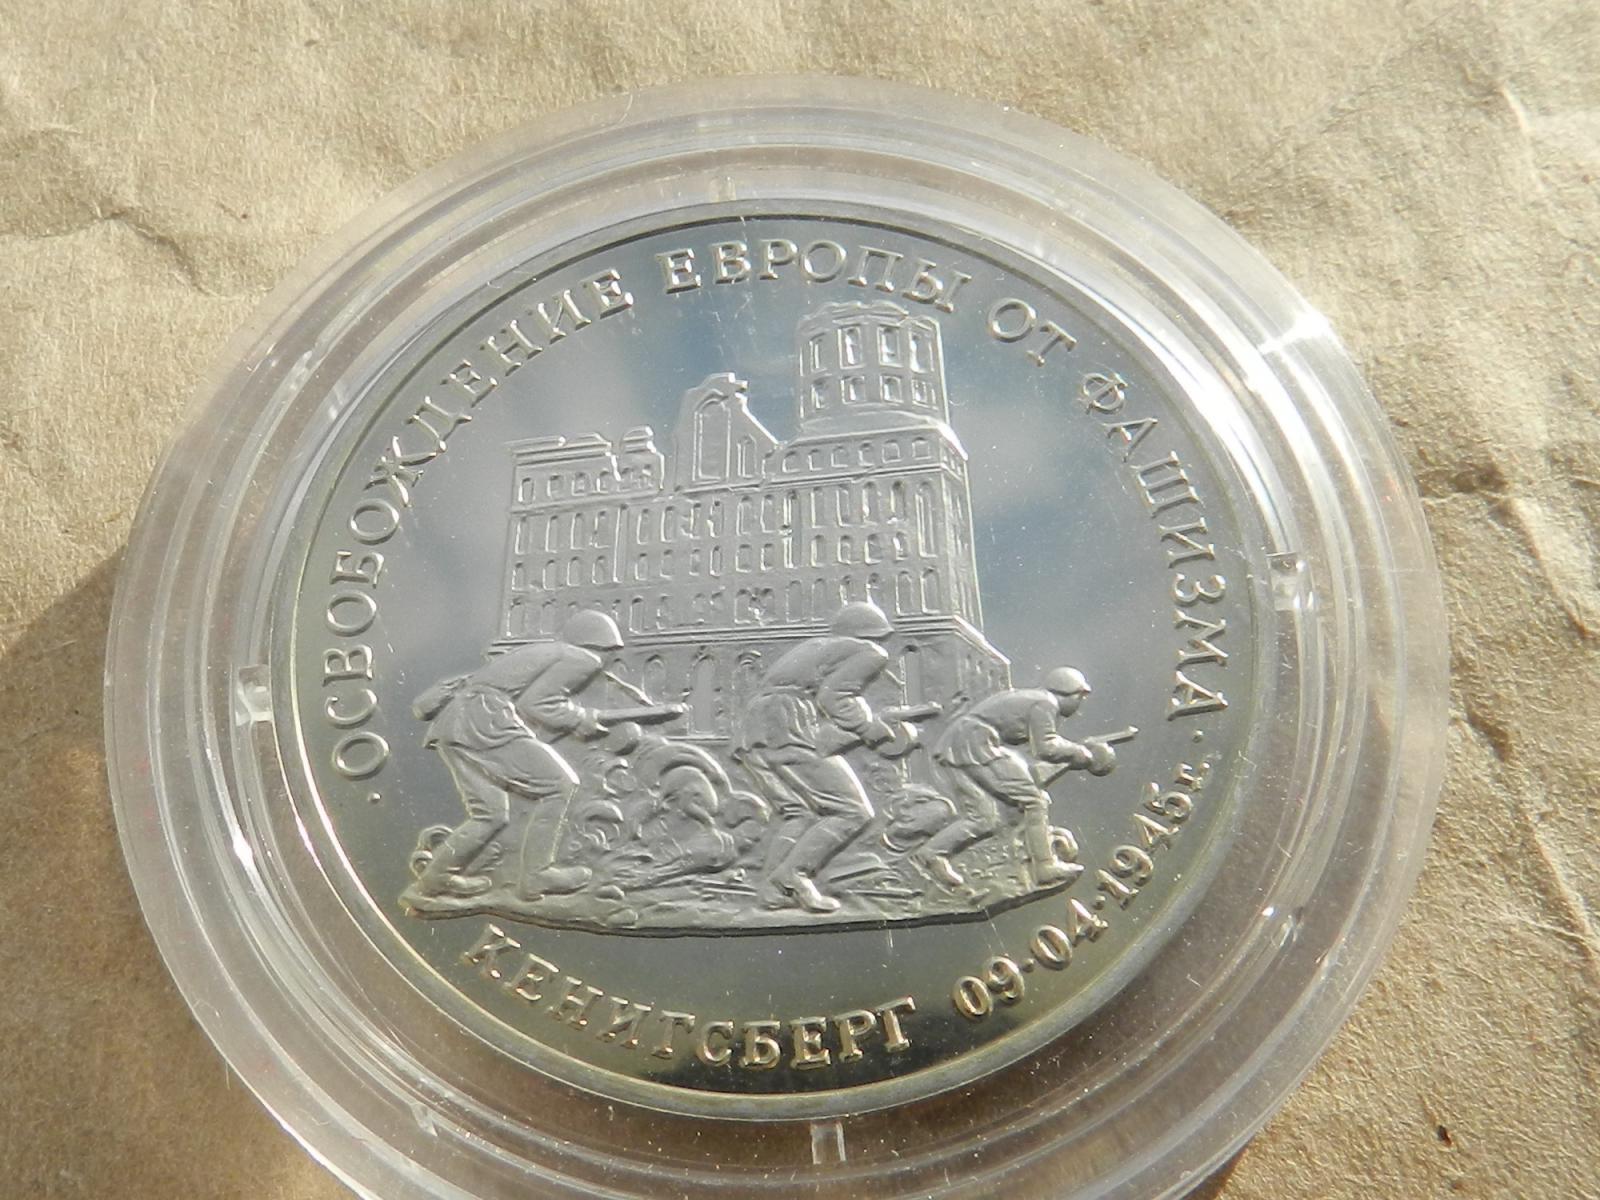 ·ОСВОБОЖДЕНИЕ ЕВРОПЫ ОТ ФАШИЗМА·
КЕНИГСБЕРГ 09·04·1945г.